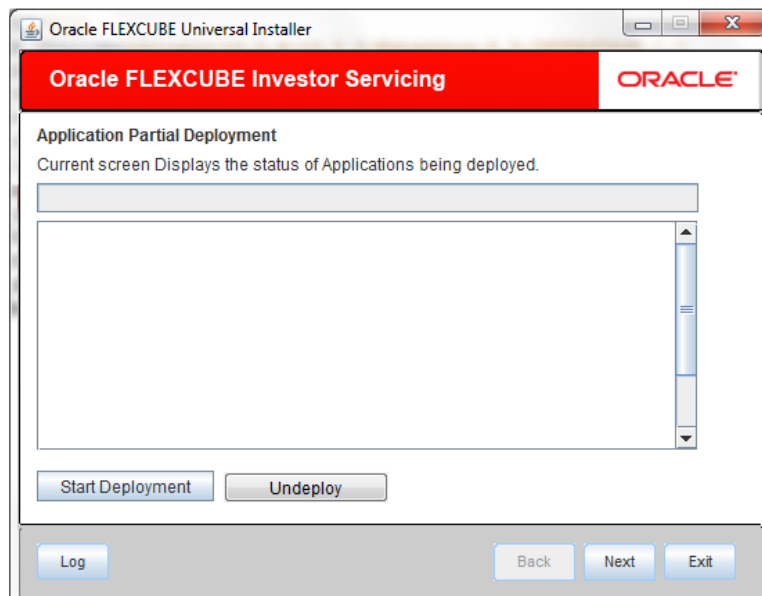 Oracle FLEXCUBE Universal Installer
Oracle FLEXCUBE Investor Servicing
ORACLE
Application Partial Deployment
Current screen Displays the status of Applications being deployed.
Start Deployment Undeploy
Log Back Next Exit